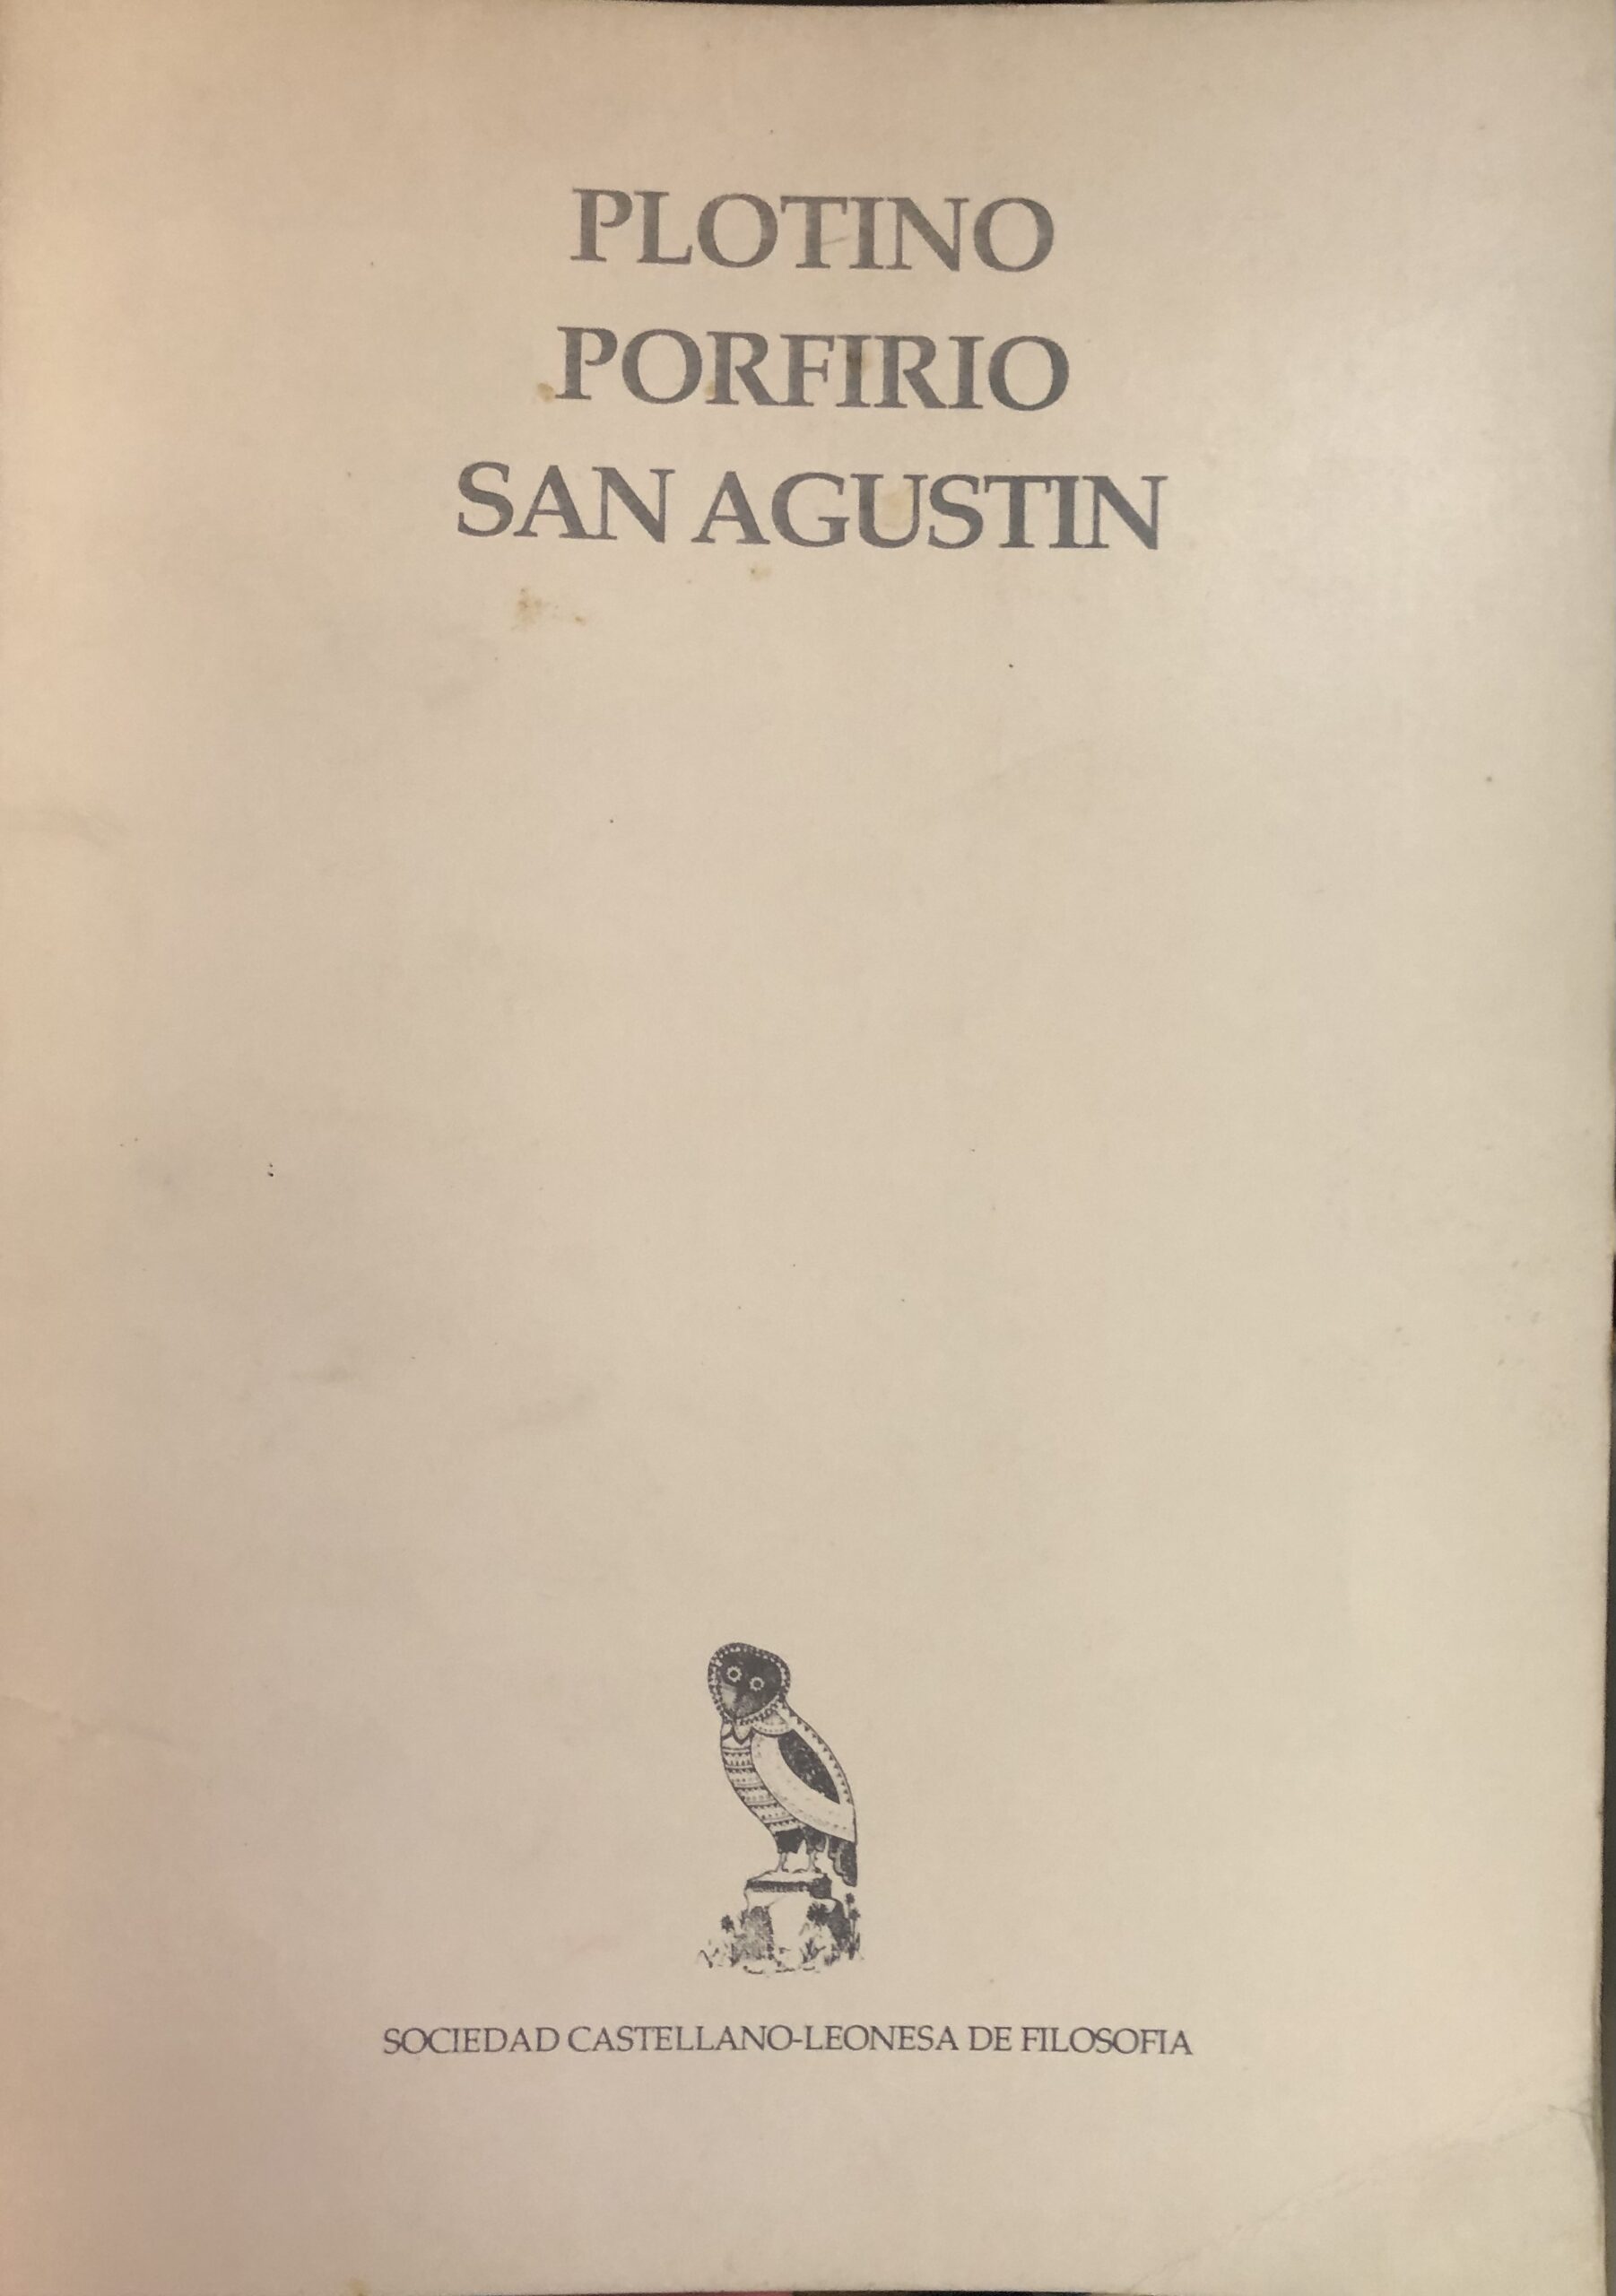 PLOTINO
PORFIRIO
SAN AGUSTIN
SOCIEDAD CASTELLANO-LEONESA DE FILOSOFIA